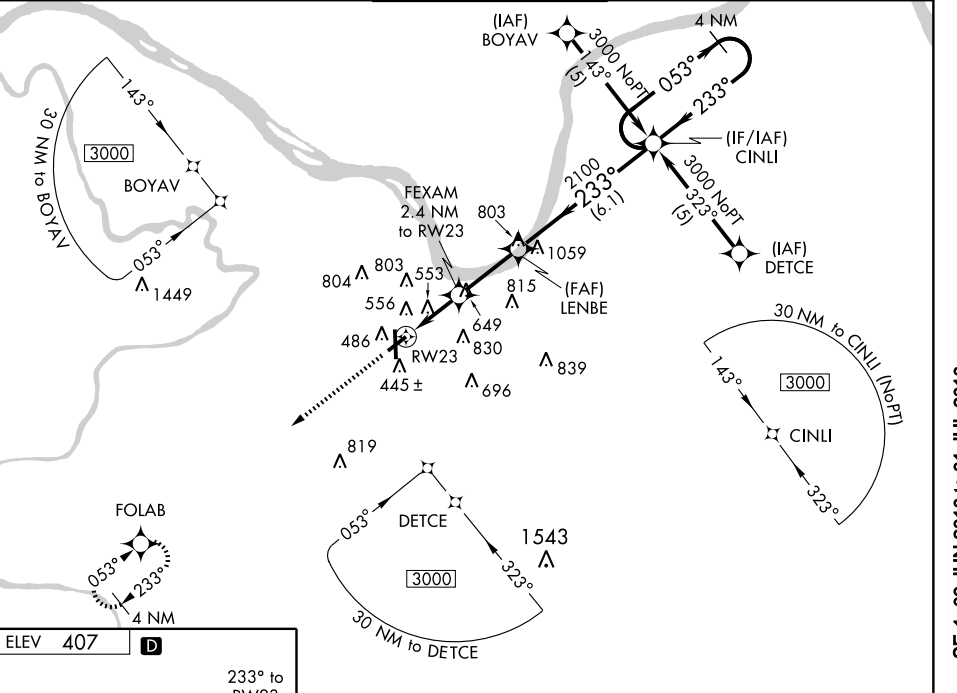 (IAF)
BOYAV
4 NM
3000 NoPT
143°
(5)
053°
233°
(IF/IAF)
CINLI
3000 NoPT
323°
(5)
(IAF)
DETCE
2100
233°
(6.1)
143°
3000
BOYAV
30 NM to BOYAV
053°
1449
FEXAM
2.4 NM
to RW23
803
1059
(FAF)
LENBE
804
803
553
815
556
649
486
RW23
830
839
445 ±
696
819
30 NM to CINLI (NoPT)
143°
3000
CINLI
323°
053°
DETCE
3000
323°
30 NM to DETCE
1543
FOLAB
053°
233°
4 NM
ELEV 407
D
233° to